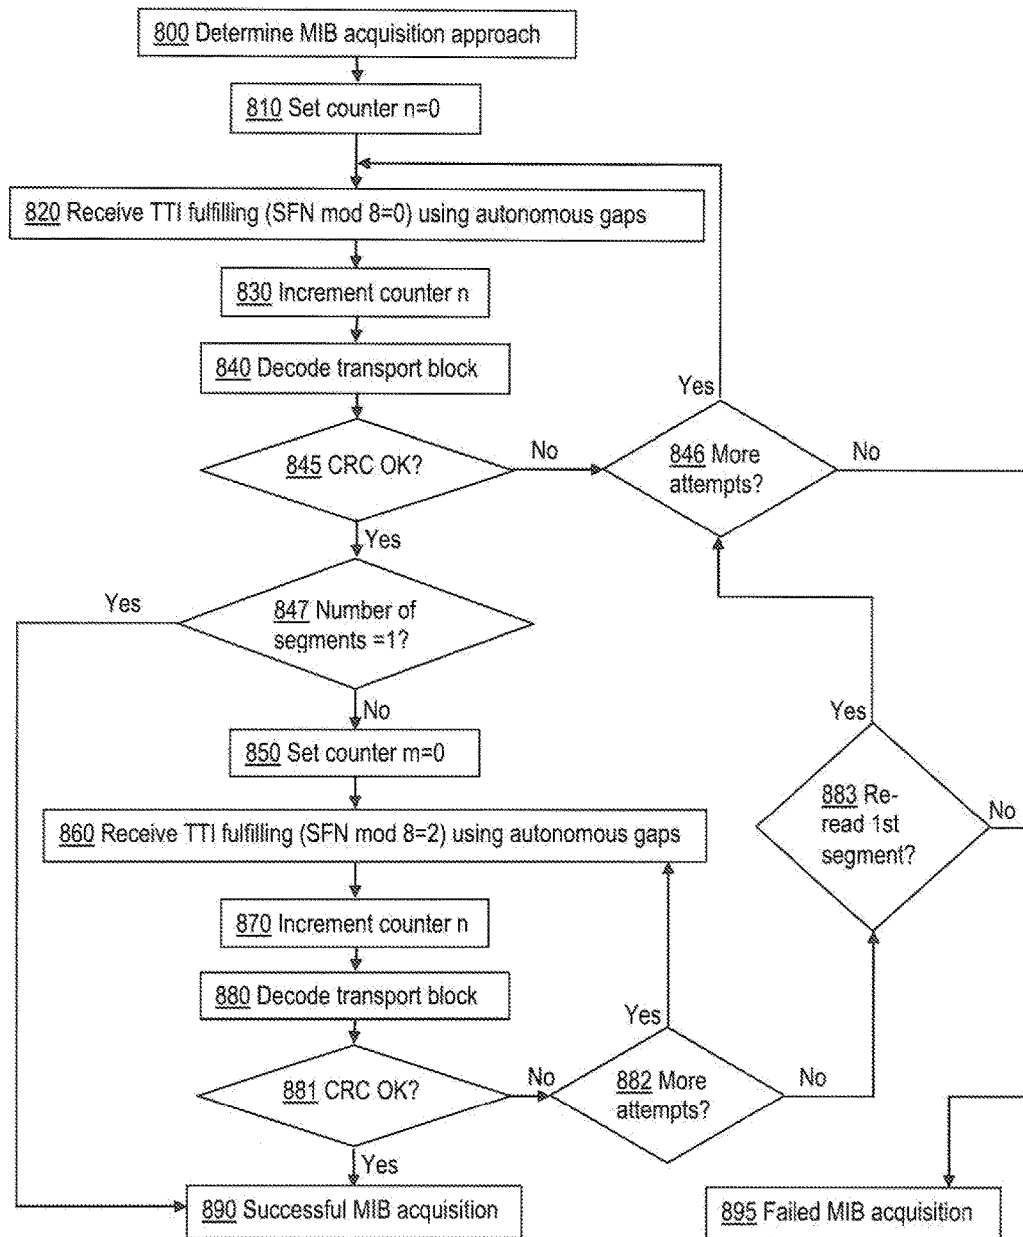 800 Determine MIB acquisition approach
810 Set counter n=0
820 Receive TTI fulfilling (SFN mod 8=0) using autonomous gaps
830 Increment counter n
840 Decode transport block
Yes
845 CRC OK?
No
846 More
attempts?
No
Yes
Yes
847 Number of
segments =1?
No
850 Set counter m=0
Yes
883 Re-
read 1st
segment?
No
860 Receive TTI fulfilling (SFN mod 8=2) using autonomous gaps
870 Increment counter n
880 Decode transport block
Yes
881 CRC OK?
No
882 More
attempts?
No
Yes
890 Successful MIB acquisition
895 Failed MIB acquisition